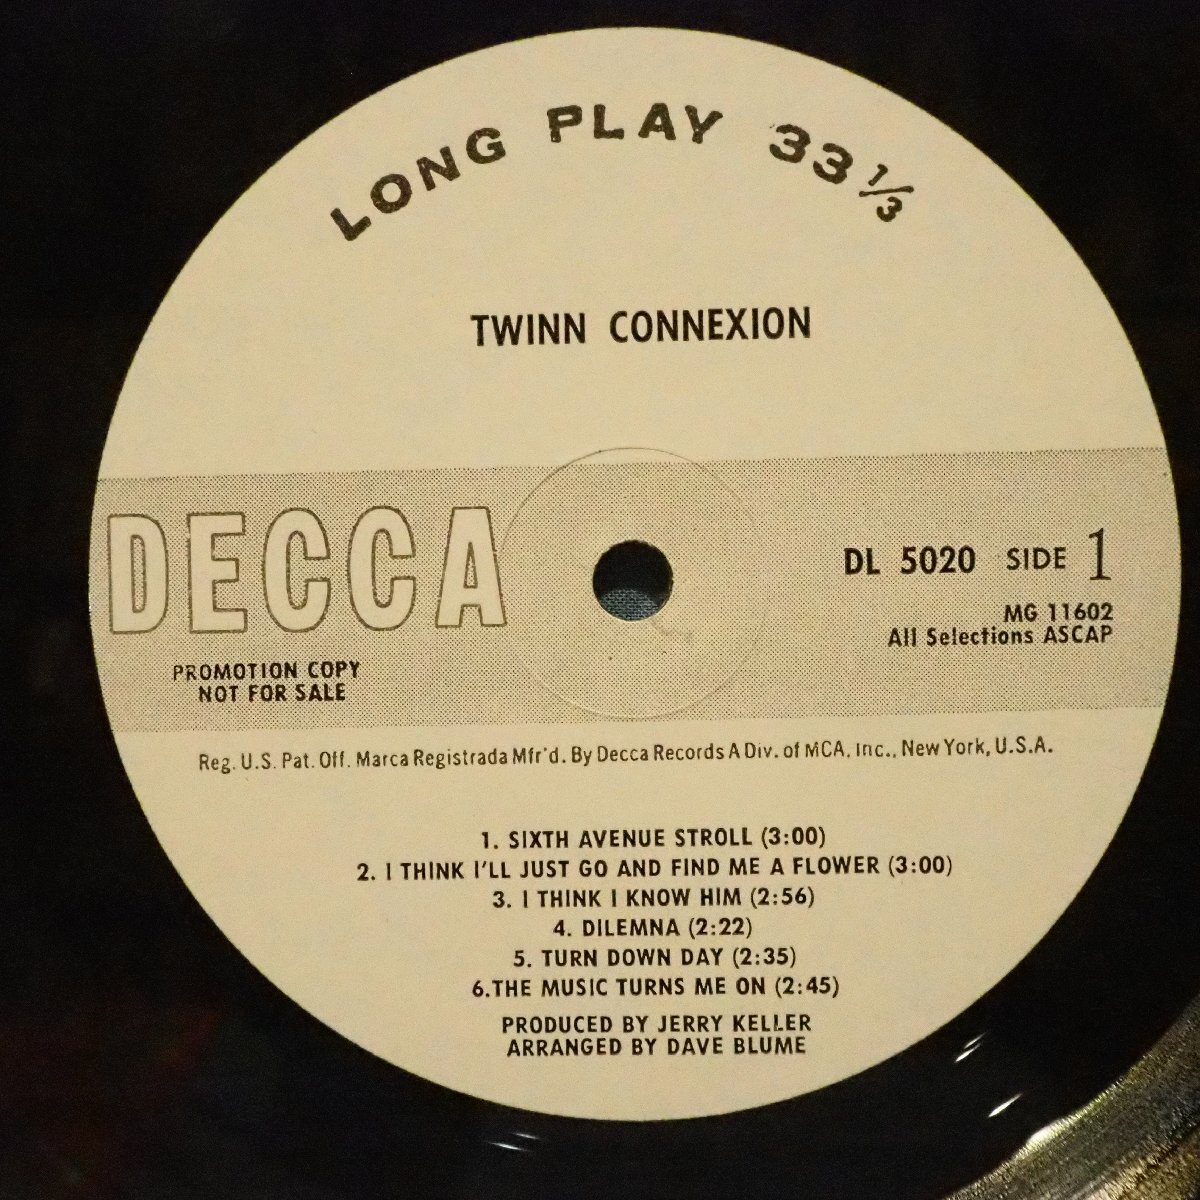 LONG PLAY 33 1/3
TWINN CONNEXION
DECCA
DL 5020 SIDE 1
MG 11602
All Selections ASCAP
PROMOTION COPY
NOT FOR SALE
Reg. U.S. Pat. Off. Marca Registrada Mfr'd. By Decca Records A Div. of MCA, Inc., New York, U.S.A.
1. SIXTH AVENUE STROLL (3:00)
2. I THINK I'LL JUST GO AND FIND ME A FLOWER (3:00)
3. I THINK I KNOW HIM (2:56)
4. DILEMNA (2:22)
5. TURN DOWN DAY (2:35)
6.THE MUSIC TURNS ME ON (2:45)
PRODUCED BY JERRY KELLER
ARRANGED BY DAVE BLUME